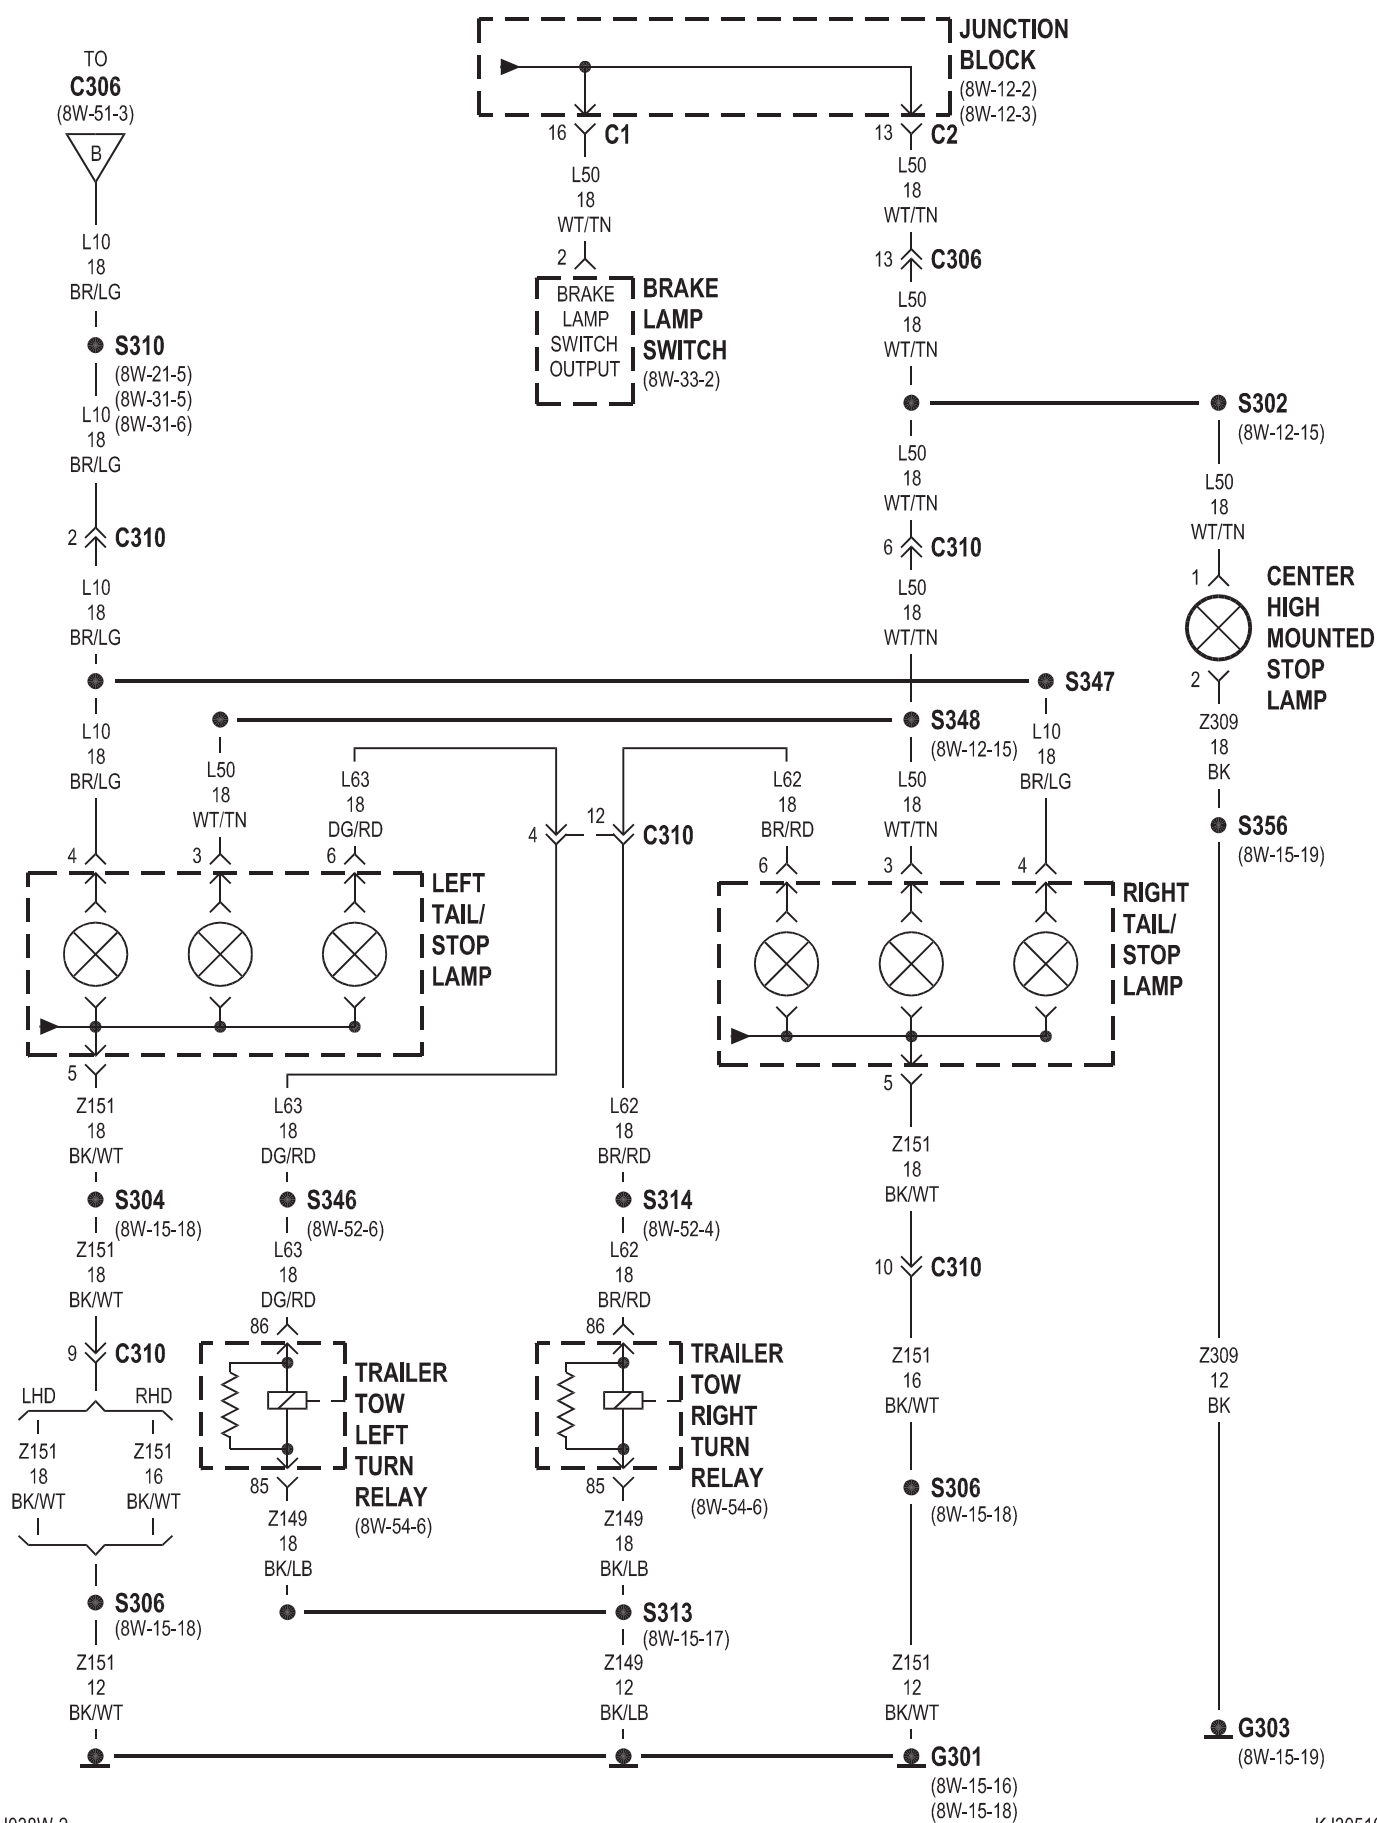 JUNCTION
BLOCK
(8W-12-2)
(8W-12-3)
TO
C306
(8W-51-3)
B
16
C1
13
C2
L50
18
WT/TN
L50
18
WT/TN
L10
18
BR/LG
2
13
C306
BRAKE
LAMP
SWITCH
OUTPUT
BRAKE
LAMP
SWITCH
(8W-33-2)
L50
18
WT/TN
S310
(8W-21-5)
(8W-31-5)
(8W-31-6)
L10
18
BR/LG
S302
(8W-12-15)
L50
18
WT/TN
L50
18
WT/TN
2
C310
6
C310
1
CENTER
HIGH
MOUNTED
STOP
LAMP
2
L10
18
BR/LG
L50
18
WT/TN
S347
S348
(8W-12-15)
Z309
18
BK
L10
18
BR/LG
L50
18
WT/TN
L63
18
DG/RD
L62
18
BR/RD
L50
18
WT/TN
L10
18
BR/LG
4
12
C310
S356
(8W-15-19)
4
3
6
6
3
4
LEFT
TAIL/
STOP
LAMP
RIGHT
TAIL/
STOP
LAMP
5
5
Z151
18
BK/WT
L63
18
DG/RD
L62
18
BR/RD
Z151
18
BK/WT
S304
(8W-15-18)
S346
(8W-52-6)
S314
(8W-52-4)
Z151
18
BK/WT
L63
18
DG/RD
L62
18
BR/RD
10
C310
9
C310
86
86
TRAILER
TOW
LEFT
TURN
RELAY
(8W-54-6)
TRAILER
TOW
RIGHT
TURN
RELAY
(8W-54-6)
Z151
16
BK/WT
Z309
12
BK
LHD
RHD
Z151
18
BK/WT
Z151
16
BK/WT
85
85
Z149
18
BK/LB
Z149
18
BK/LB
S306
(8W-15-18)
S306
(8W-15-18)
S313
(8W-15-17)
Z151
12
BK/WT
Z149
12
BK/LB
Z151
12
BK/WT
G303
(8W-15-19)
G301
(8W-15-16)
(8W-15-18)